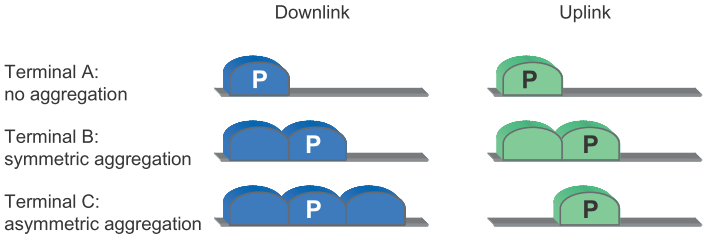 Downlink Uplink
Terminal A:
no aggregation
P P
Terminal B:
symmetric aggregation
P P
Terminal C:
asymmetric aggregation
P P